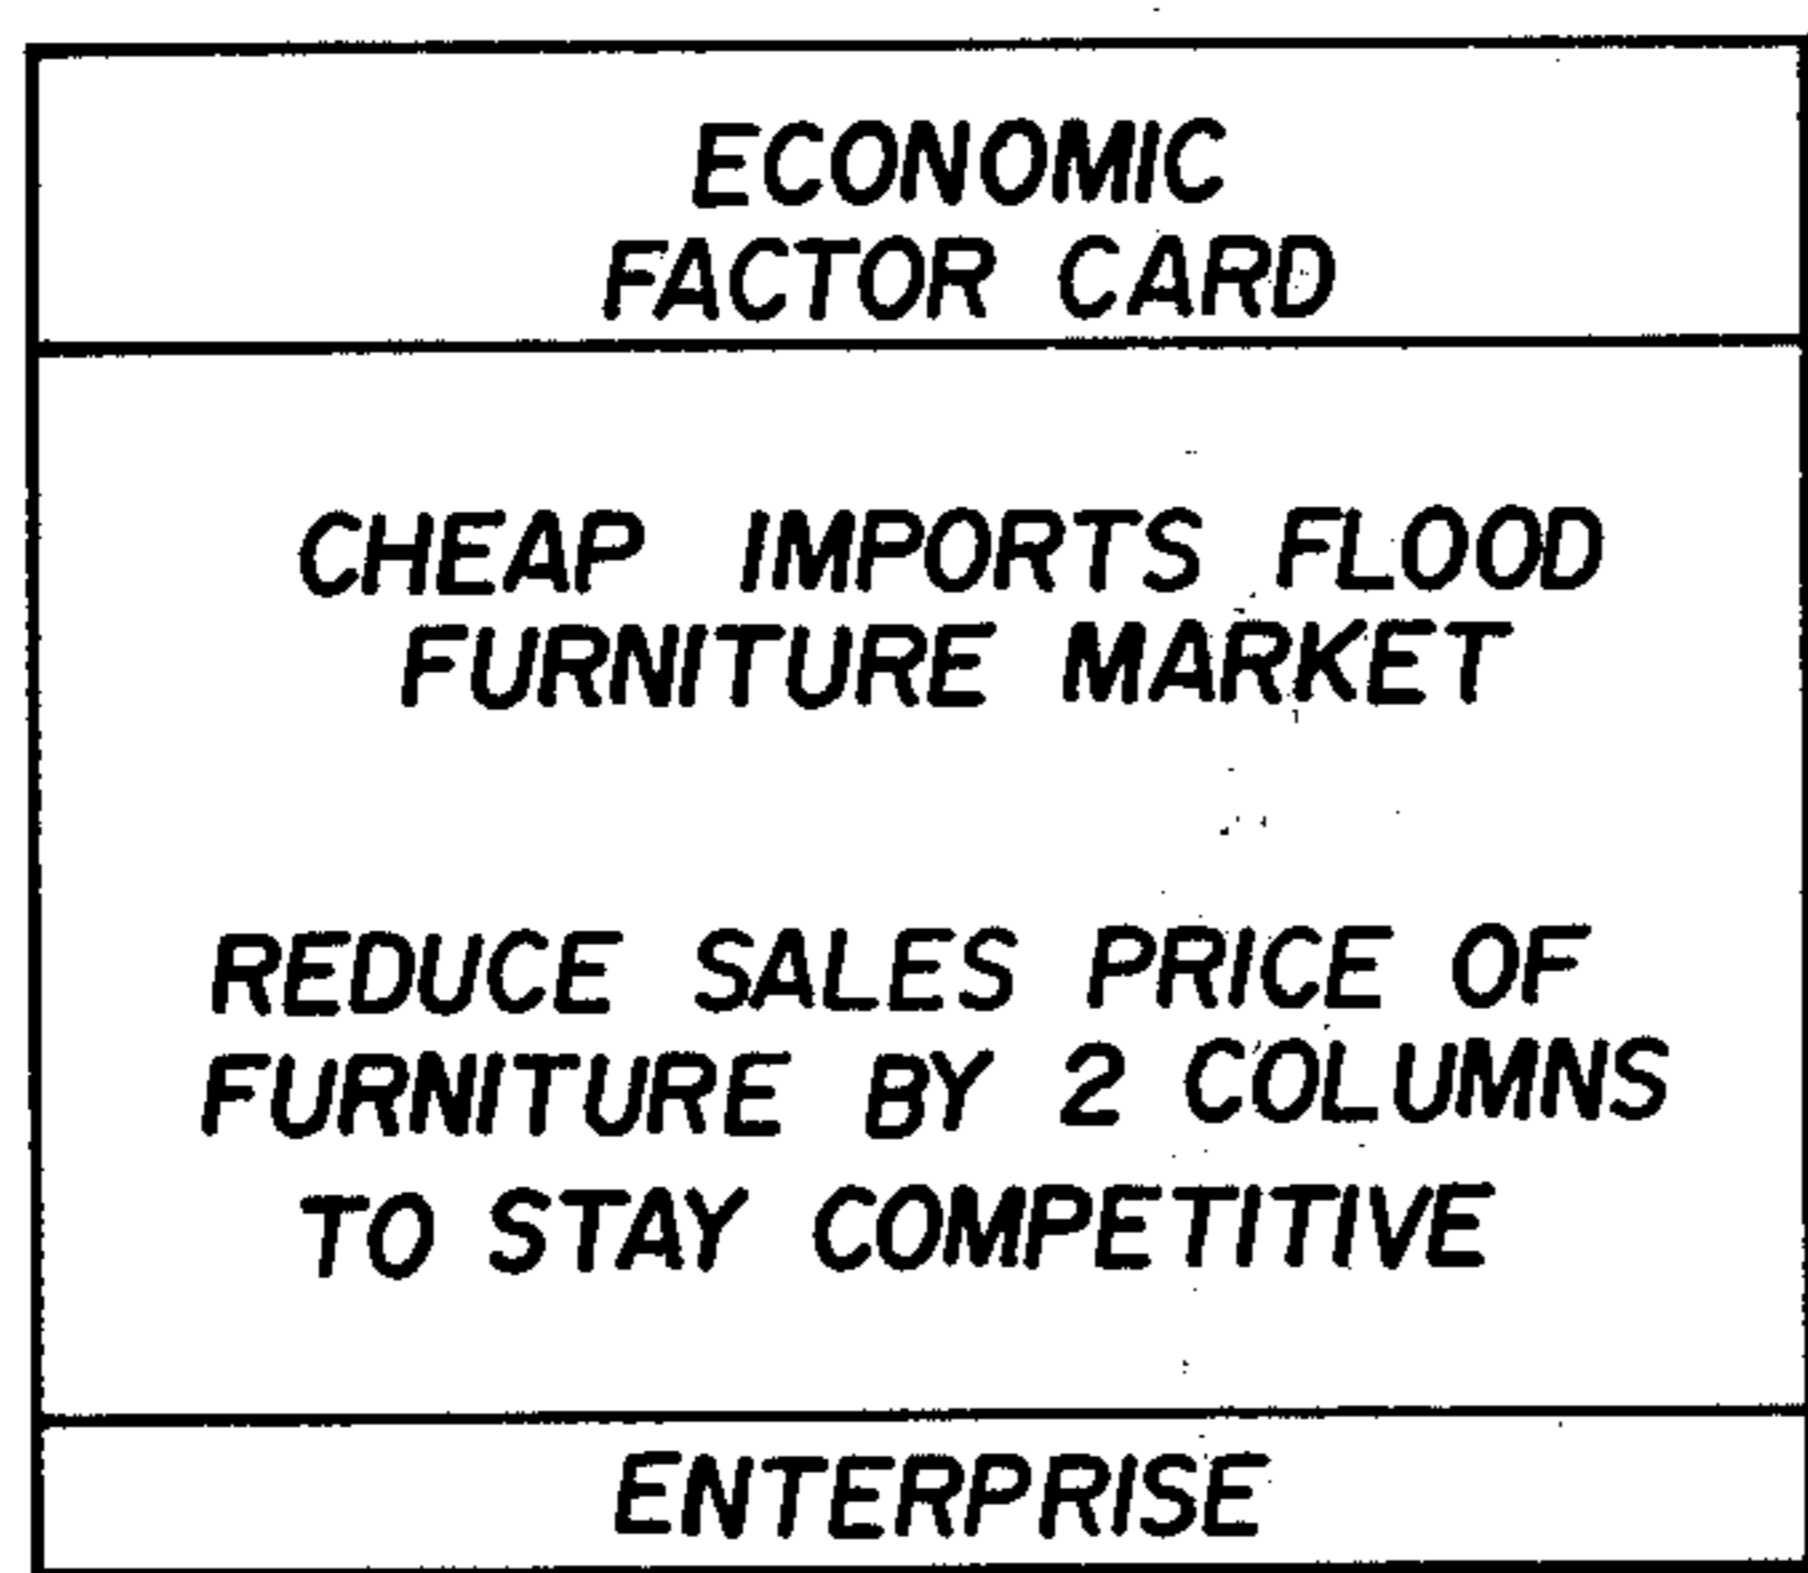 ECONOMIC
FACTOR CARD
CHEAP IMPORTS FLOOD
FURNITURE MARKET
REDUCE SALES PRICE OF
FURNITURE BY 2 COLUMNS
TO STAY COMPETITIVE
ENTERPRISE